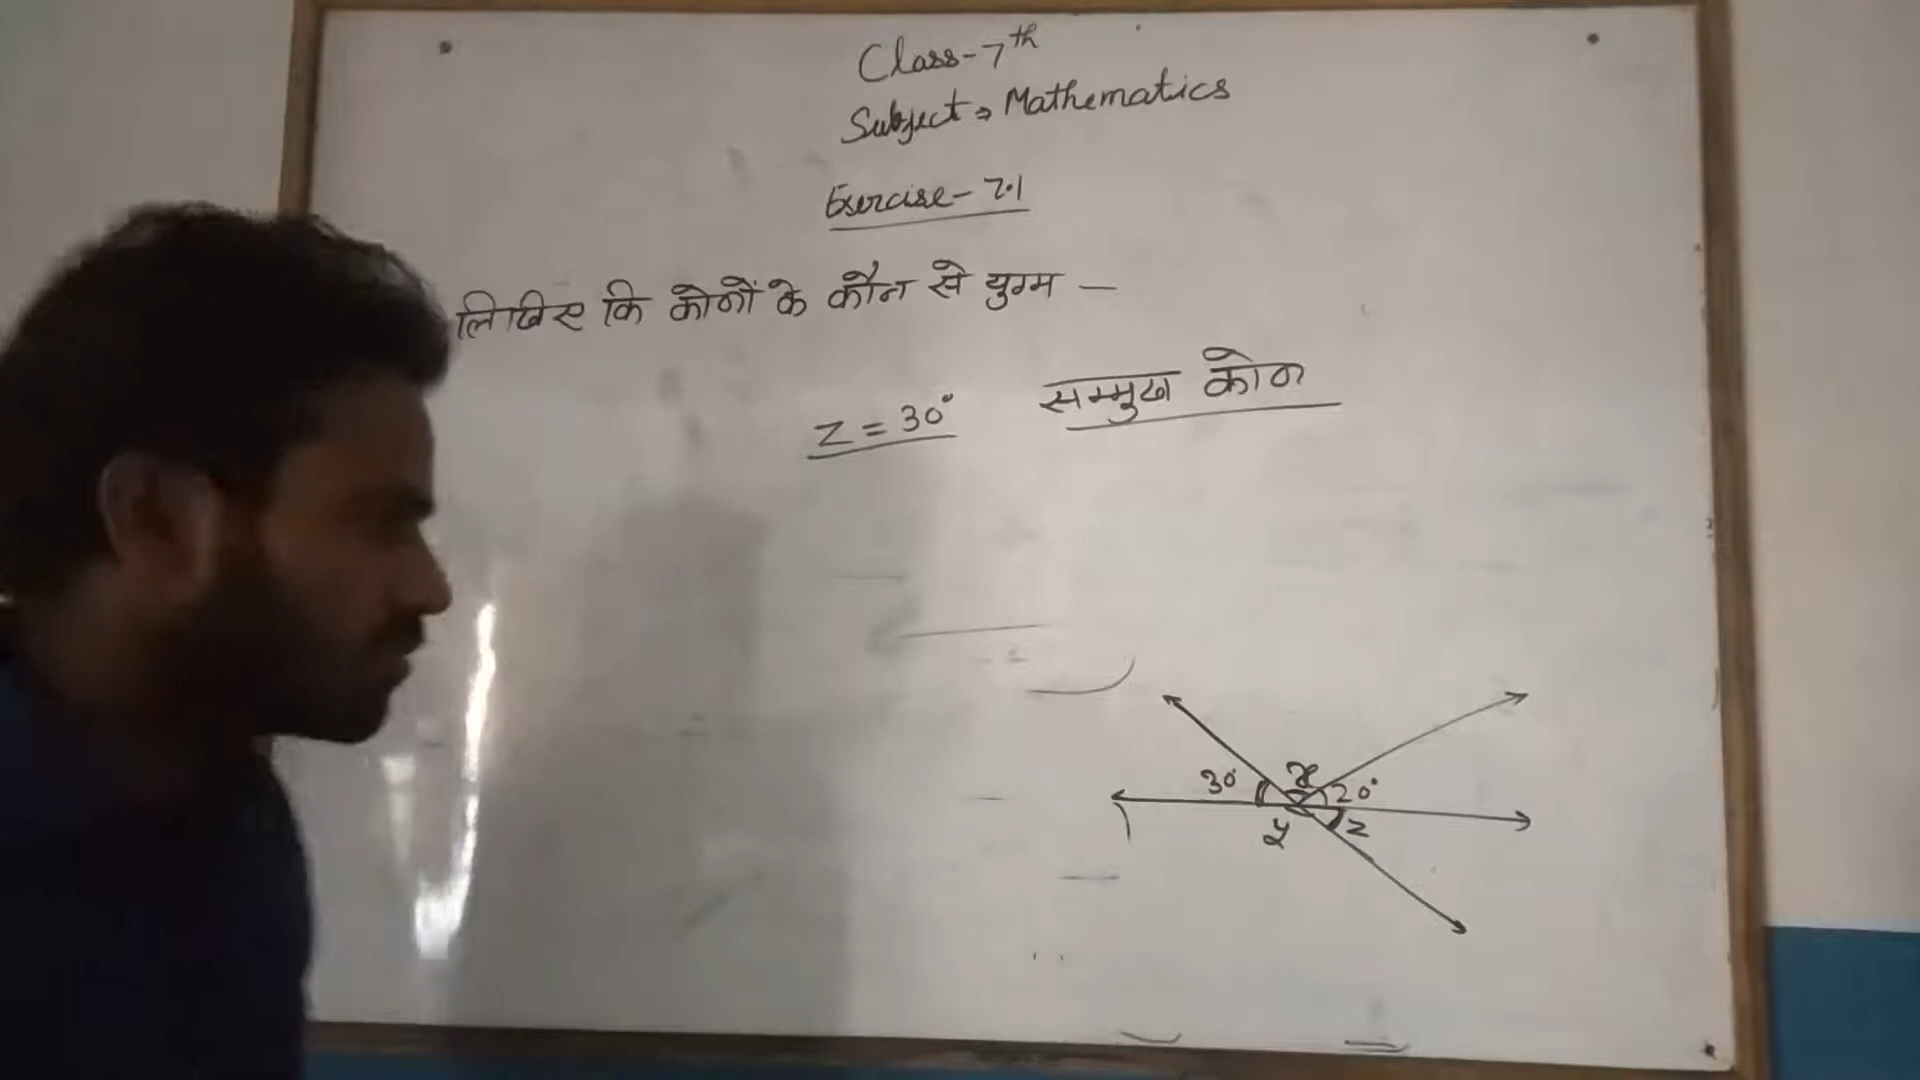 Class-7th
Subject → Mathematics
Exercise - 7.1
लिखिए कि कोणों के कौन से युग्म —
z = 30° सम्मुख कोण
30° x 20°
y z